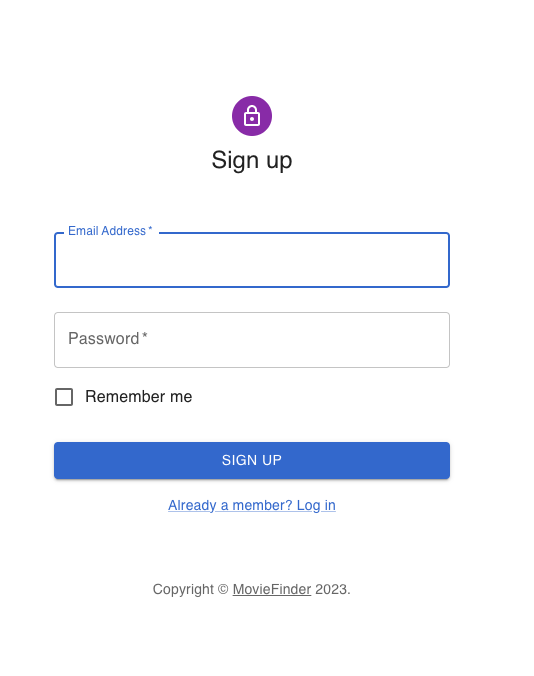 Sign up
Email Address *
Password *
Remember me
SIGN UP
Already a member? Log in
Copyright © MovieFinder 2023.